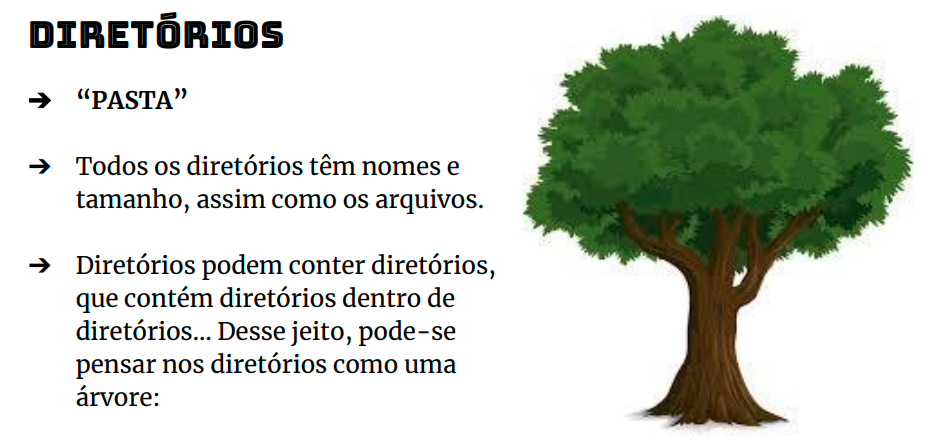 DIRETÓRIOS
➔ “PASTA”
➔ Todos os diretórios têm nomes e
tamanho, assim como os arquivos.
➔ Diretórios podem conter diretórios,
que contém diretórios dentro de
diretórios... Desse jeito, pode-se
pensar nos diretórios como uma
árvore: